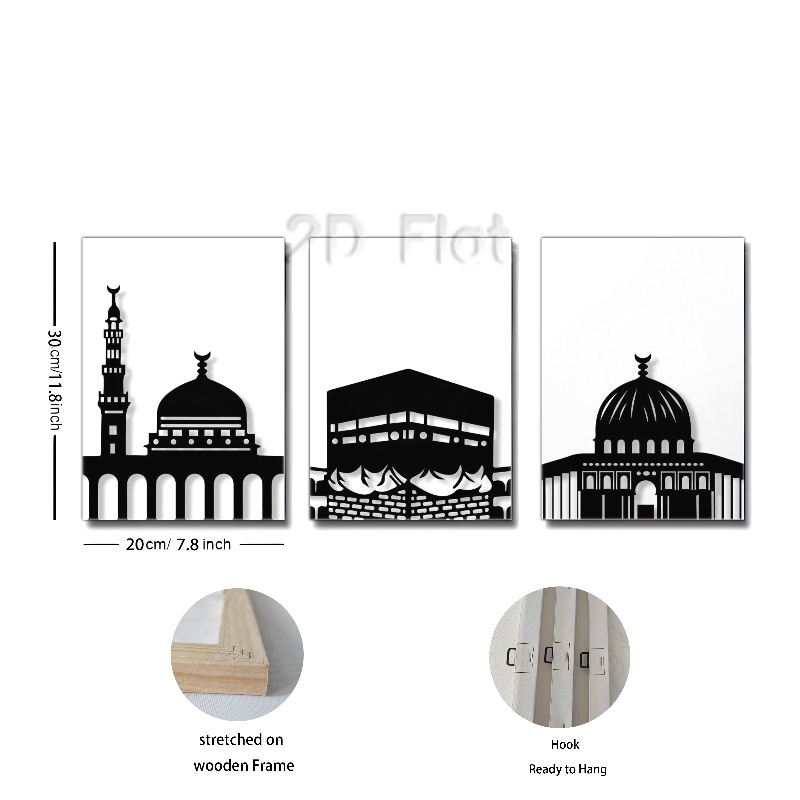 2D Flat
30cm/11.8inch
20cm/ 7.8 inch
stretched on
wooden Frame
Hook
Ready to Hang